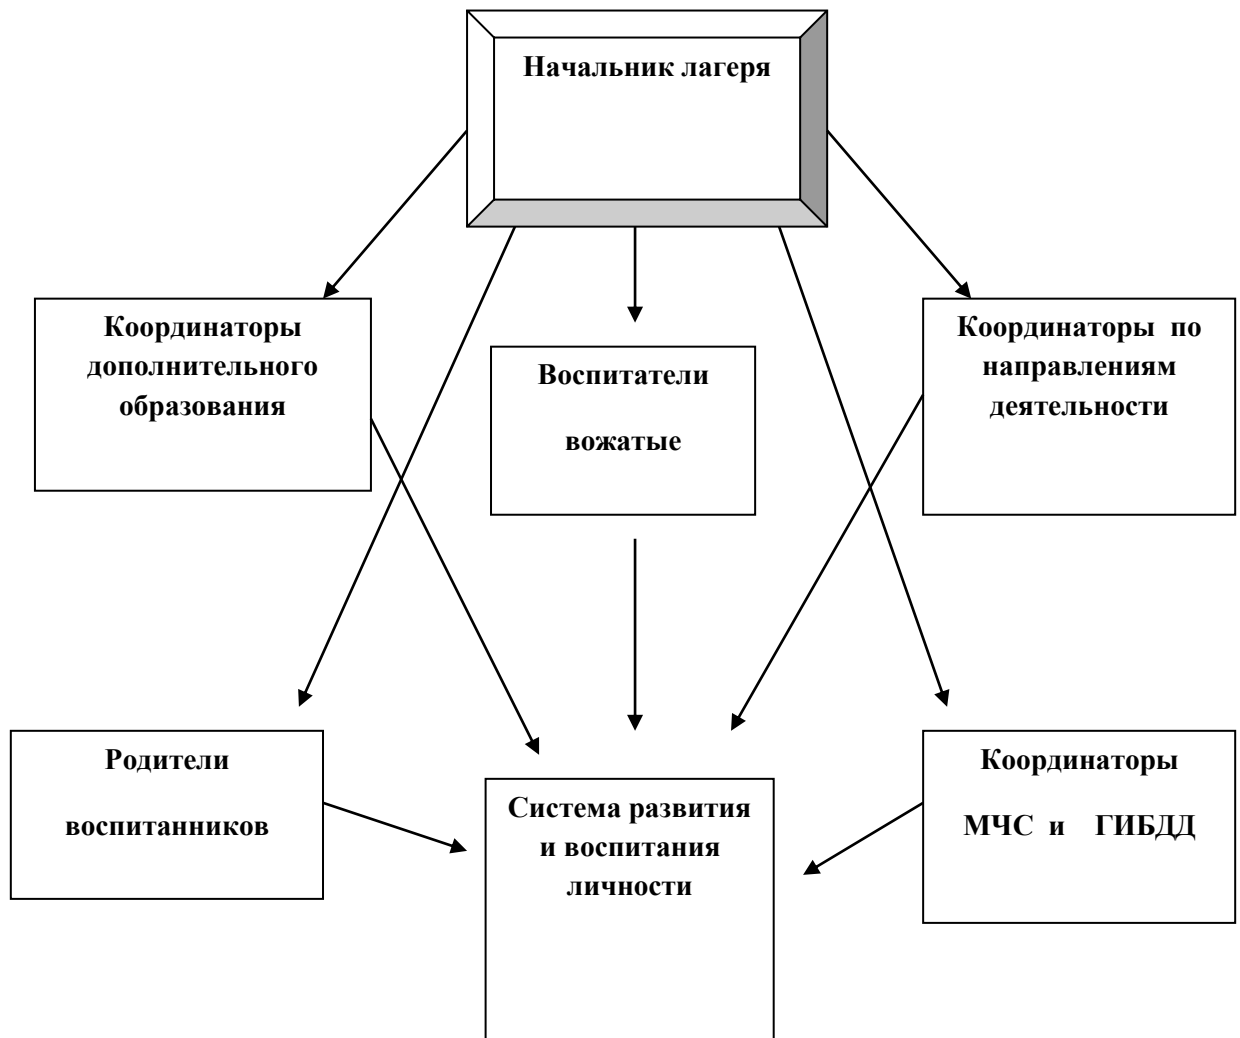 Начальник лагеря
Координаторы
дополнительного
образования
Воспитатели
вожатые
Координаторы по
направлениям
деятельности
Родители
воспитанников
Система развития
и воспитания
личности
Координаторы
МЧС и ГИБДД